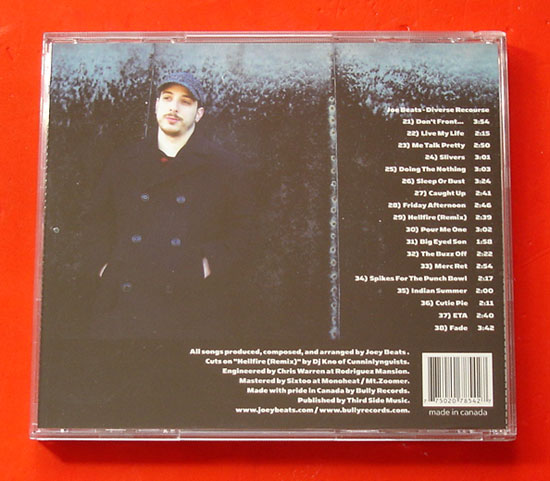 Joe Beats - Diverse Recourse
21) Don't Front... 3:54
22) Live My Life 2:15
23) Me Talk Pretty 2:50
24) Slivers 3:01
25) Doing The Nothing 3:03
26) Sleep Or Bust 3:24
27) Caught Up 2:41
28) Friday Afternoon 2:46
29) Hellfire (Remix) 2:39
30) Pour Me One 3:02
31) Big Eyed Son 1:58
32) The Buzz Off 2:22
33) Merc Ret 2:54
34) Spikes For The Punch Bowl 2:17
35) Indian Summer 2:00
36) Cutie Pie 2:11
37) ETA 2:40
38) Fade 3:42
All songs produced, composed, and arranged by Joey Beats .
Cuts on "Hellfire (Remix)" by Dj Kno of Cunninlynguists.
Engineered by Chris Warren at Rodriguez Mansion.
Mastered by Sixtoo at Monoheat / Mt.Zoomer.
Made with pride in Canada by Bully Records.
Published by Third Side Music.
www.joeybeats.com / www.bullyrecords.com.
75020 78542
made in canada